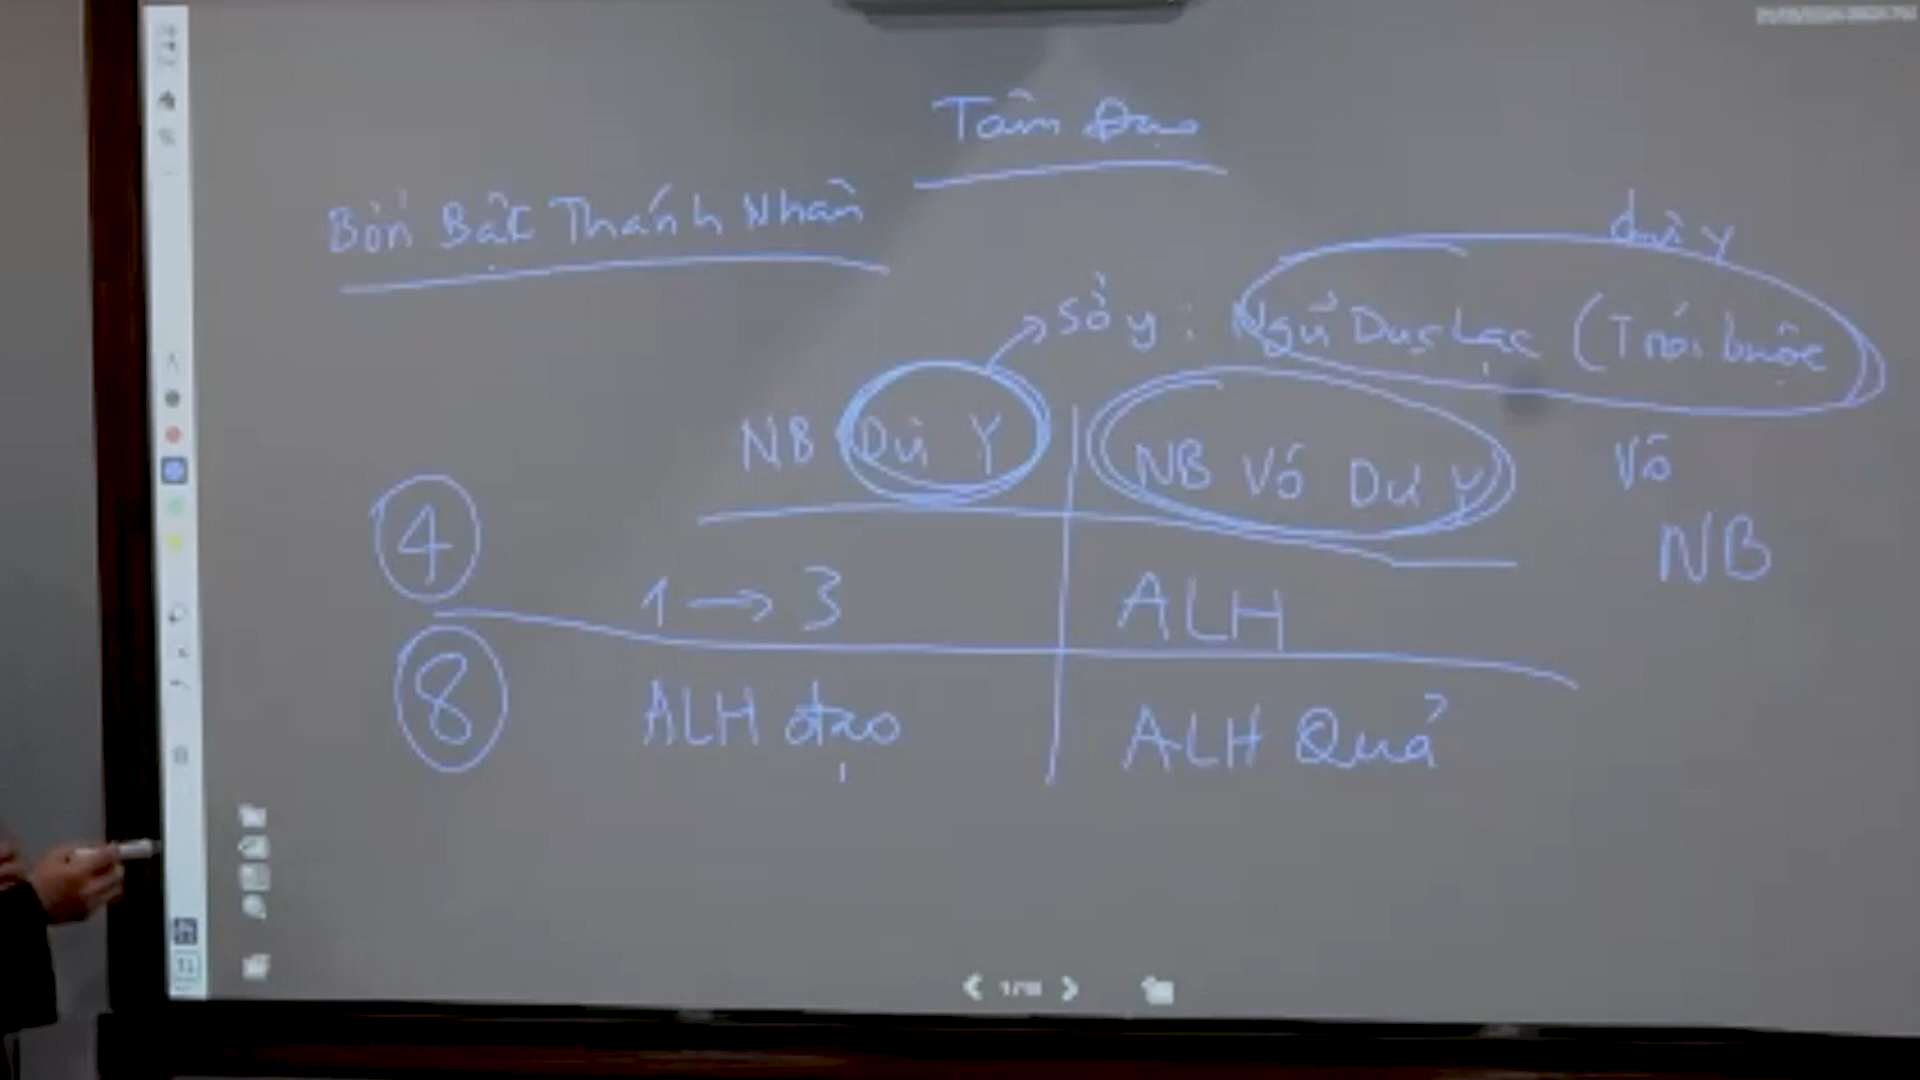 Tâm Đạo
Bốn Bậc Thánh Nhân
dư Y
Sở y: Ngũ Dục Lạc (Trói buộc
NB Dư Y
NB Vô Dư Y
Vô
NB
4
1 → 3
ALH
8
ALH đạo
ALH Quả